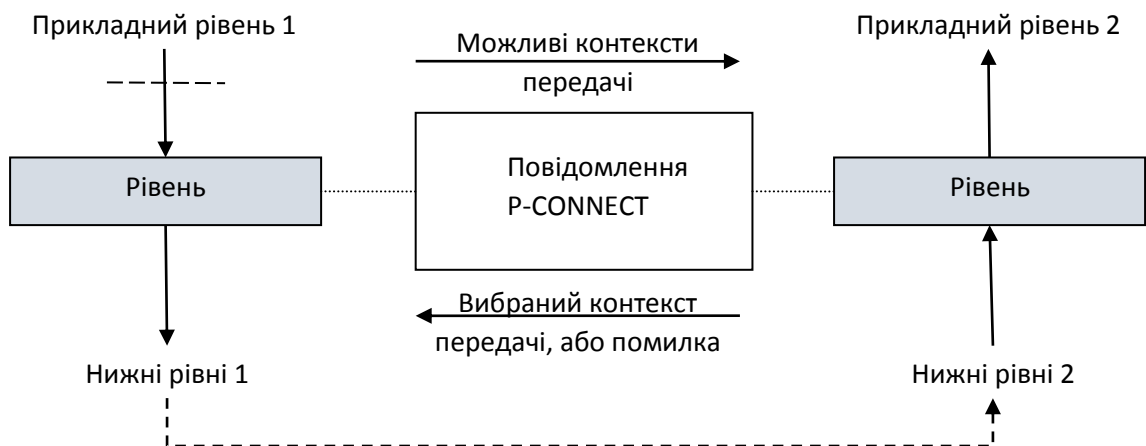 Прикладний рівень 1
Можливі контексти
передачі
Прикладний рівень 2
Рівень
Повідомлення
P-CONNECT
Рівень
Вибраний контекст
передачі, або помилка
Нижні рівні 1
Нижні рівні 2